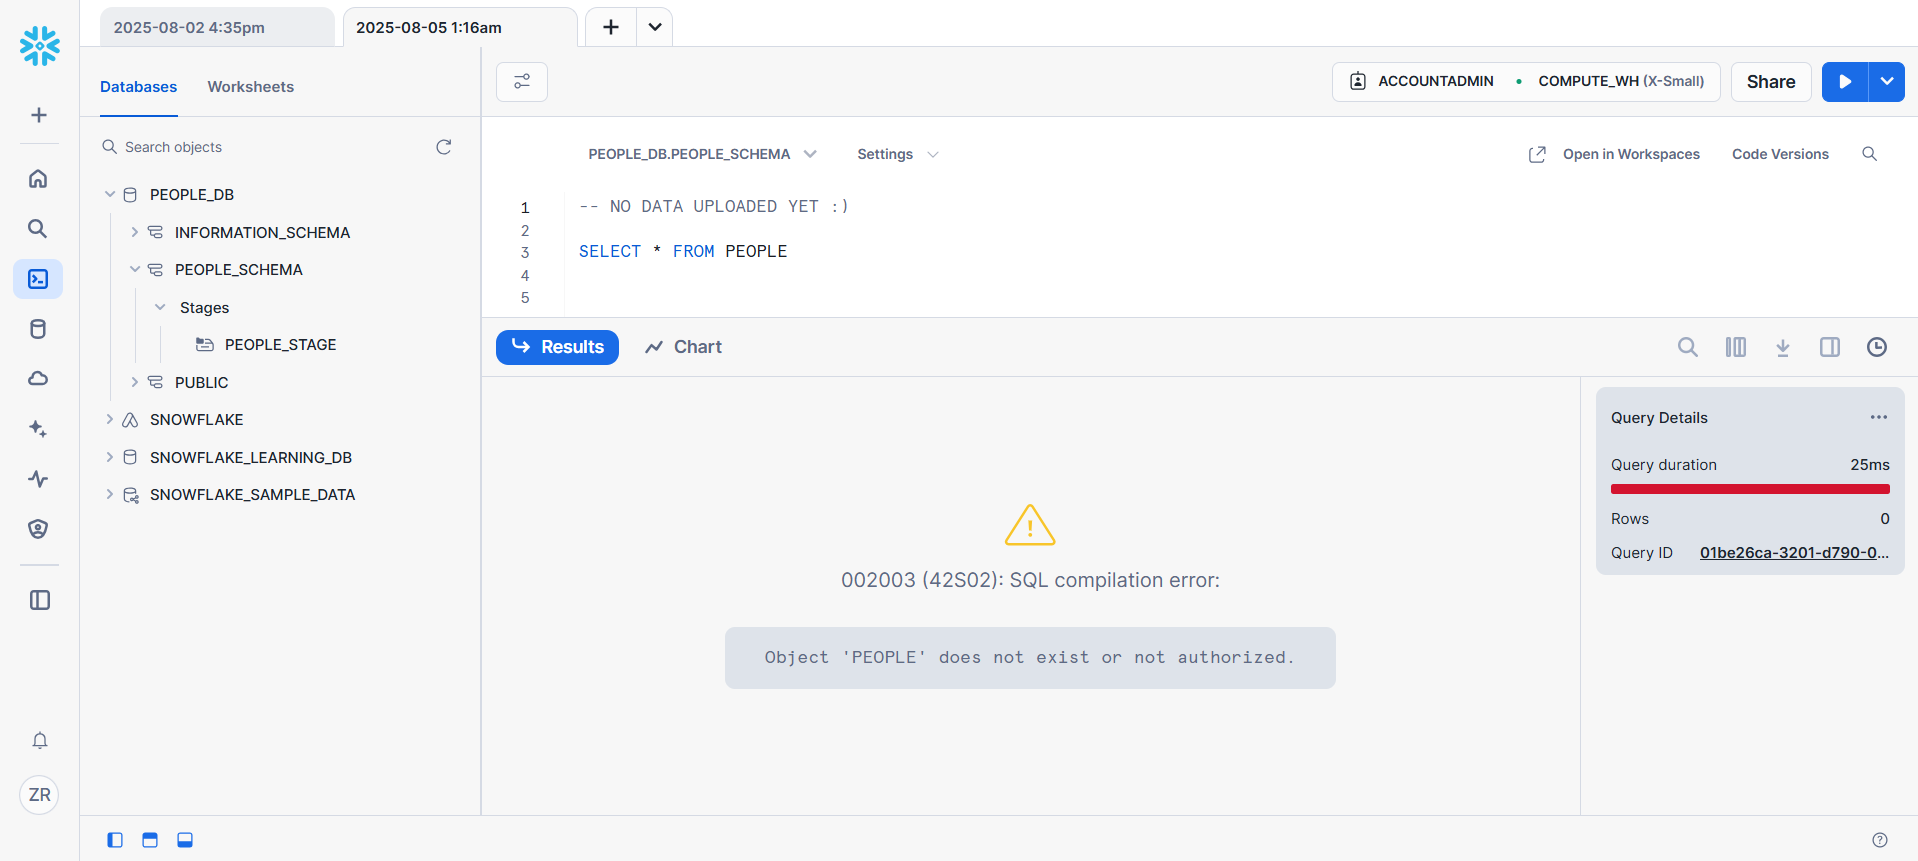 2025-08-02 4:35pm
2025-08-05 1:16am
Databases
Worksheets
ACCOUNTADMIN
COMPUTE_WH (X-Small)
Share
Search objects
PEOPLE_DB
INFORMATION_SCHEMA
PEOPLE_SCHEMA
Stages
PEOPLE_STAGE
PUBLIC
SNOWFLAKE
SNOWFLAKE_LEARNING_DB
SNOWFLAKE_SAMPLE_DATA
ZR
PEOPLE_DB.PEOPLE_SCHEMA
Settings
Open in Workspaces
Code Versions
1 -- NO DATA UPLOADED YET :)
2
3 SELECT * FROM PEOPLE
4
5
Results
Chart
002003 (42S02): SQL compilation error:
Object 'PEOPLE' does not exist or not authorized.
Query Details
...
Query duration 25ms
Rows 0
Query ID 01be26ca-3201-d790-0...